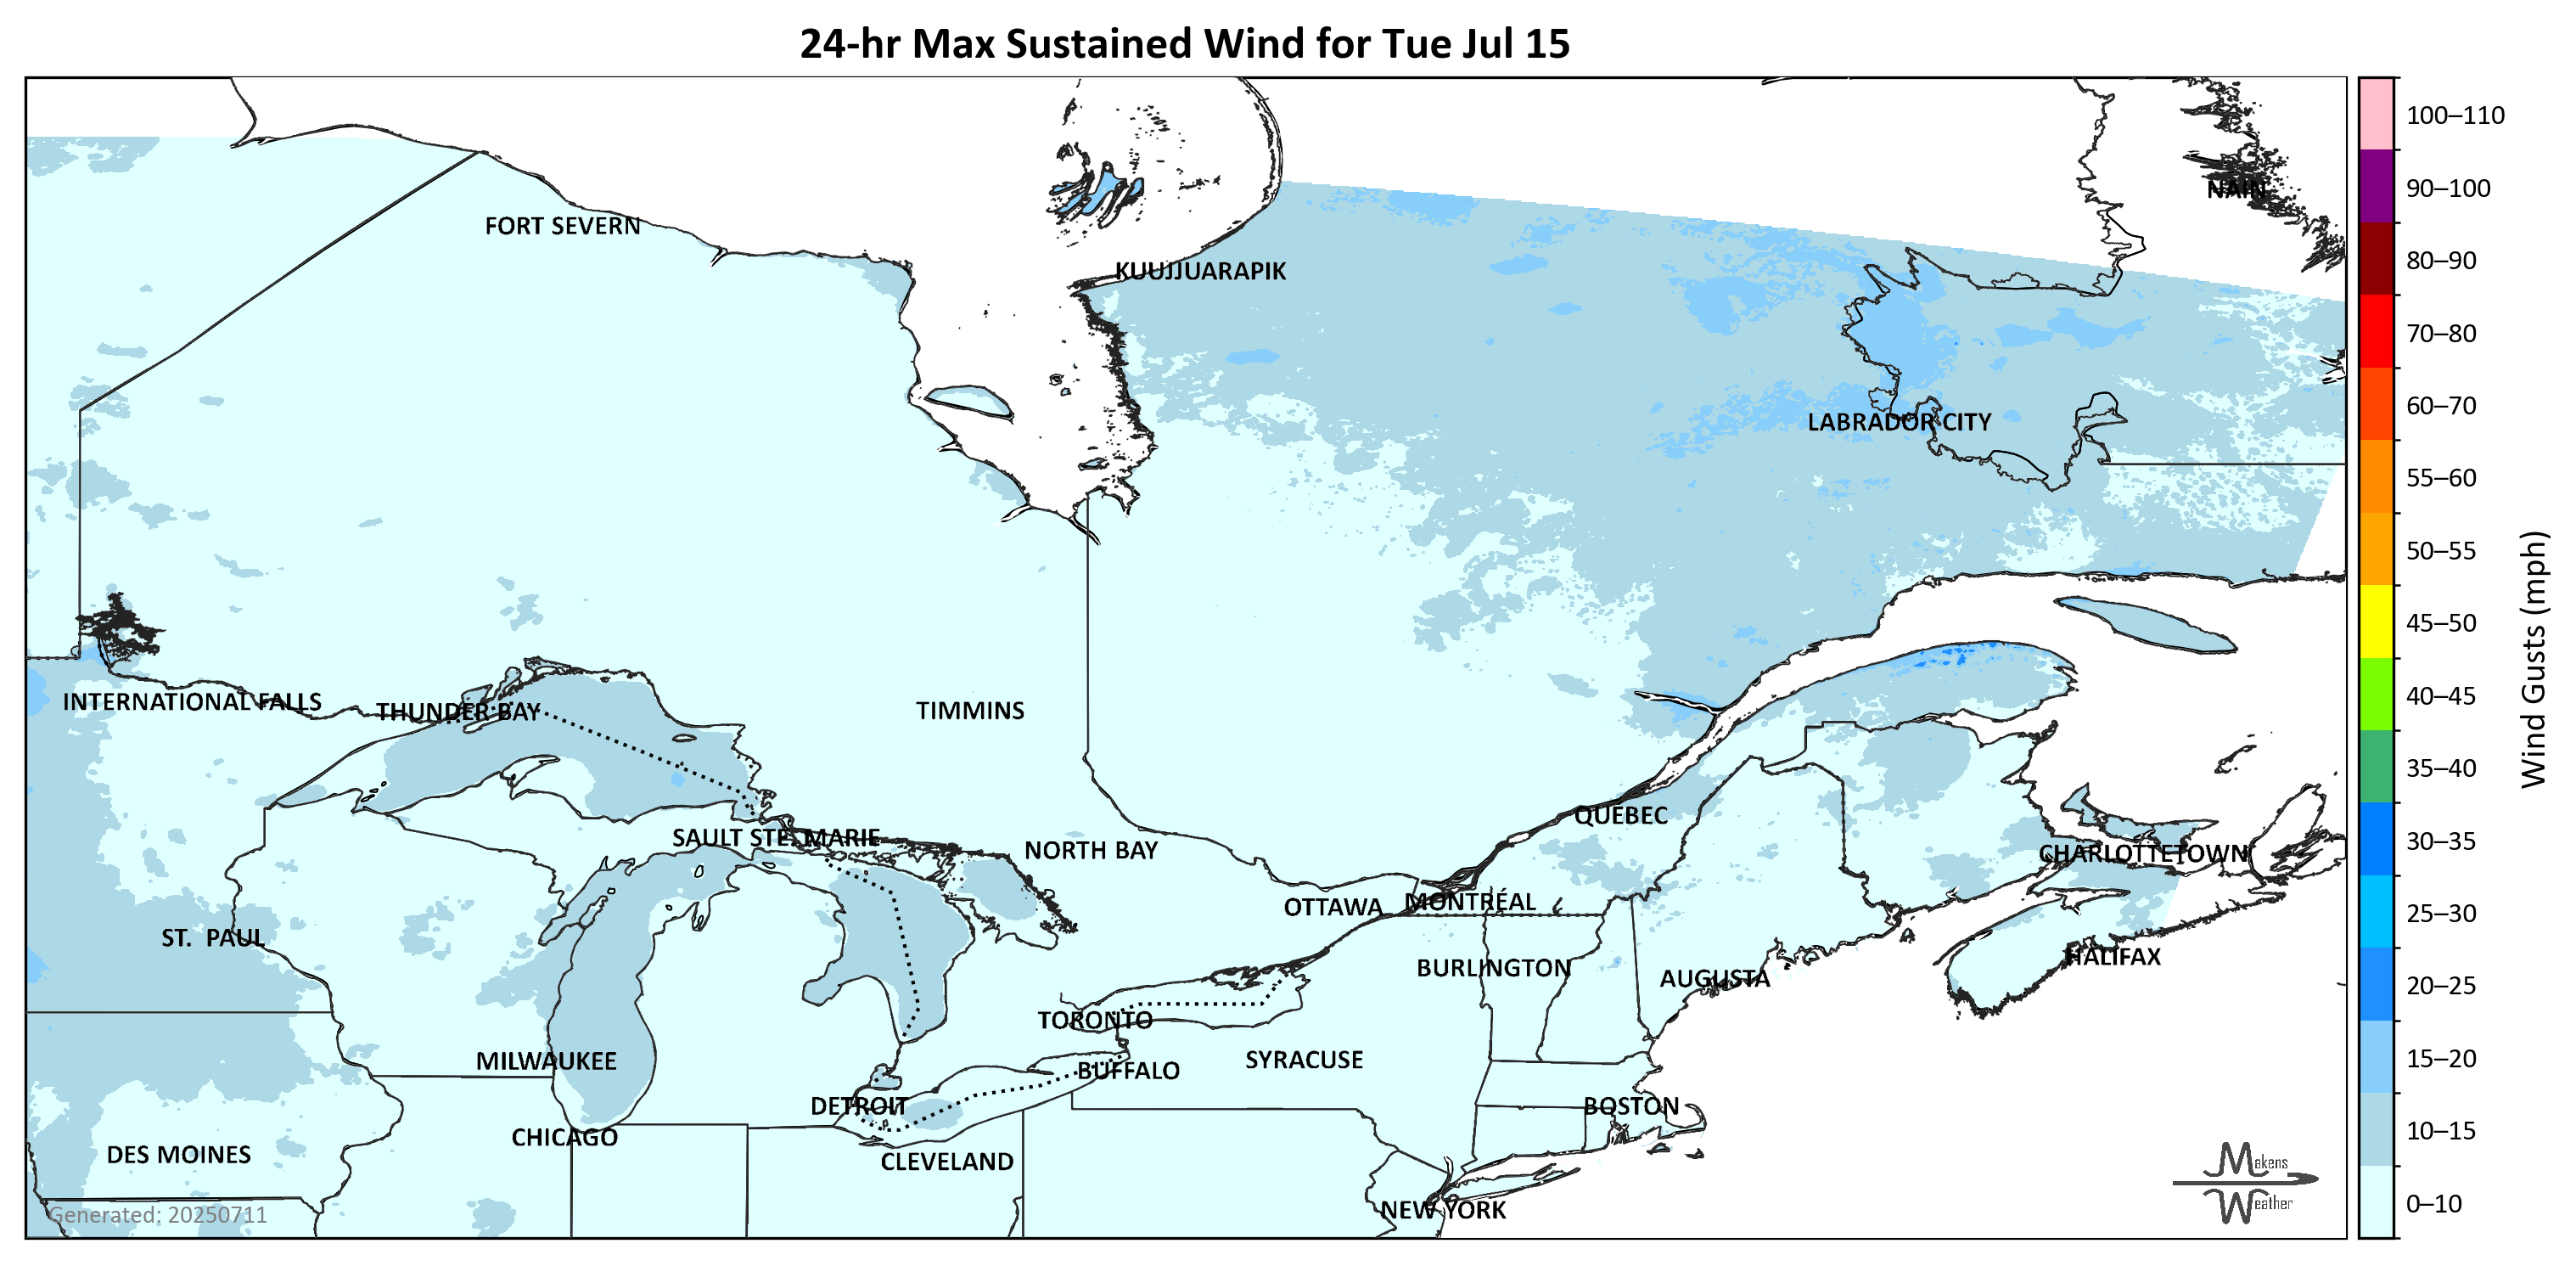 24-hr Max Sustained Wind for Tue Jul 15
100–110
90–100
NAIN
FORT SEVERN
80–90
KUUJJUARAPIK
70–80
60–70
LABRADOR CITY
55–60
50–55
45–50
Wind Gusts (mph)
40–45
INTERNATIONAL FALLS
THUNDER BAY
TIMMINS
35–40
QUÉBEC
30–35
SAULT STE. MARIE
NORTH BAY
CHARLOTTETOWN
OTTAWA
MONTRÉAL
25–30
ST. PAUL
HALIFAX
BURLINGTON
AUGUSTA
20–25
TORONTO
MILWAUKEE
SYRACUSE
15–20
BUFFALO
DETROIT
BOSTON
10–15
CHICAGO
DES MOINES
CLEVELAND
Makens
Weather
0–10
NEW YORK
Generated: 20250711